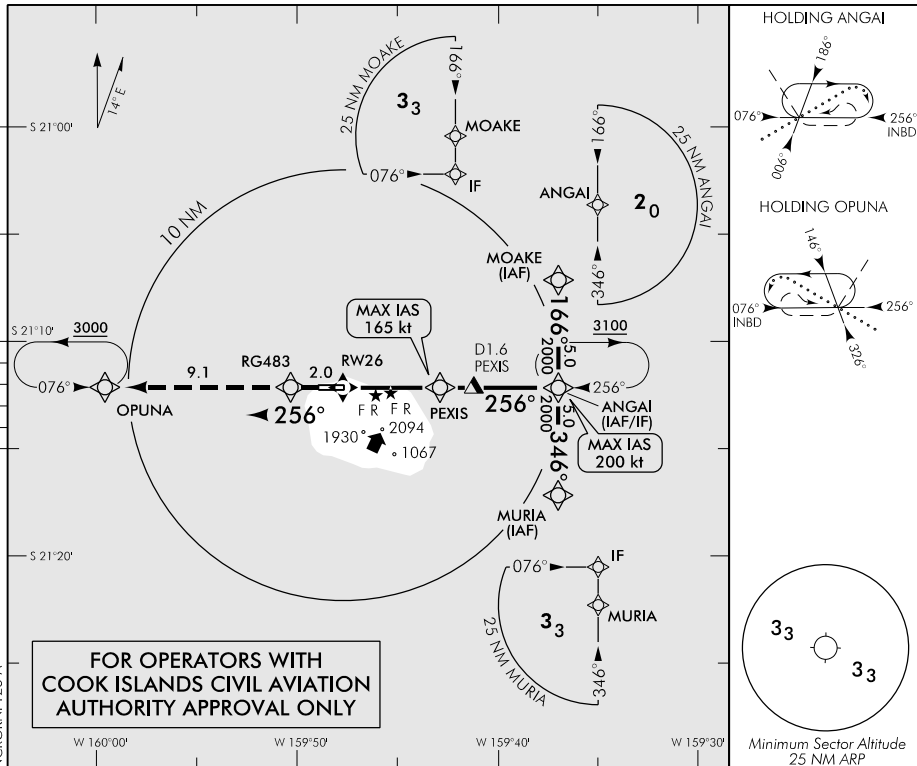 14° E
S 21°00'
S 21°10'
S 21°20'
W 160°00'
W 159°50'
W 159°40'
W 159°30'
10 NM
25 NM MOAKE
33
166°
MOAKE
076°
IF
166°
25 NM ANGAI
ANGAI
20
346°
MOAKE
(IAF)
166°
5.0
2000
MAX IAS
165 kt
D1.6
PEXIS
3100
256°
3000
076°
OPUNA
9.1
RG483
2.0
RW26
256°
F R
F R
PEXIS
256°
ANGAI
(IAF/IF)
5.0
2000
346°
MAX IAS
200 kt
1930
2094
1067
MURIA
(IAF)
076°
IF
33
MURIA
25 NM MURIA
346°
FOR OPERATORS WITH
COOK ISLANDS CIVIL AVIATION
AUTHORITY APPROVAL ONLY
HOLDING ANGAI
186°
076°
256°
INBD
006°
HOLDING OPUNA
146°
076°
INBD
256°
326°
33
33
Minimum Sector Altitude
25 NM ARP